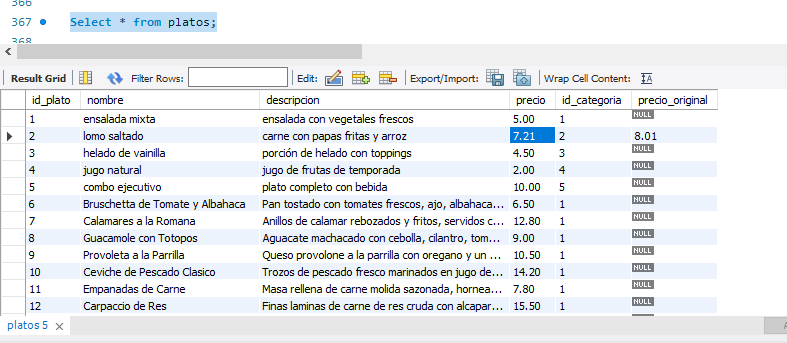 366
367 Select * from platos;
368
Result Grid Filter Rows: Edit: Export/Import: Wrap Cell Content:
id_plato nombre descripcion precio id_categoria precio_original
1 ensalada mixta ensalada con vegetales frescos 5.00 1 NULL
2 lomo saltado carne con papas fritas y arroz 7.21 2 8.01
3 helado de vainilla porción de helado con toppings 4.50 3 NULL
4 jugo natural jugo de frutas de temporada 2.00 4 NULL
5 combo ejecutivo plato completo con bebida 10.00 5 NULL
6 Bruschetta de Tomate y Albahaca Pan tostado con tomates frescos, ajo, albahaca... 6.50 1 NULL
7 Calamares a la Romana Anillos de calamar rebozados y fritos, servidos c... 12.80 1 NULL
8 Guacamole con Totopos Aguacate machacado con cebolla, cilantro, tom... 9.00 1 NULL
9 Provoleta a la Parrilla Queso provolone a la parrilla con oregano y un ... 10.50 1 NULL
10 Ceviche de Pescado Clasico Trozos de pescado fresco marinados en jugo de... 14.20 1 NULL
11 Empanadas de Carne Masa rellena de carne molida sazonada, hornea... 7.80 1 NULL
12 Carpaccio de Res Finas laminas de carne de res cruda con alcapar... 15.50 1 NULL
platos 5